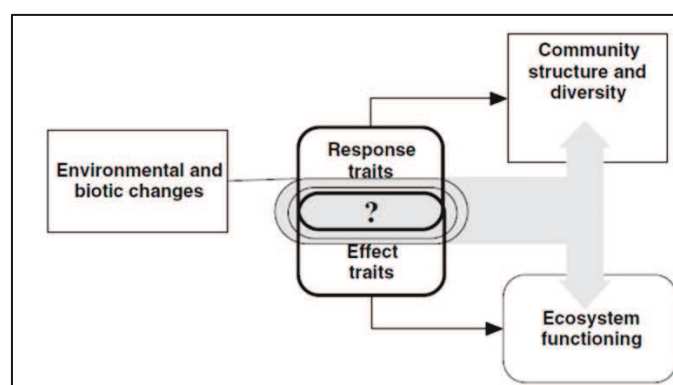 Community
structure and
diversity
Environmental and
biotic changes
Response
traits
?
Effect
traits
Ecosystem
functioning